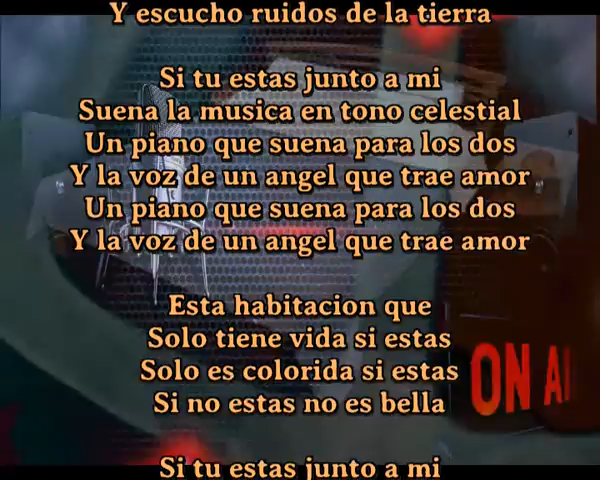 Y escucho ruidos de la tierra
Si tu estas junto a mi
Suena la musica en tono celestial
Un piano que suena para los dos
Y la voz de un angel que trae amor
Un piano que suena para los dos
Y la voz de un angel que trae amor
Esta habitacion que
Solo tiene vida si estas
Solo es colorida si estas
Si no estas no es bella
ON AI
Si tu estas junto a mi